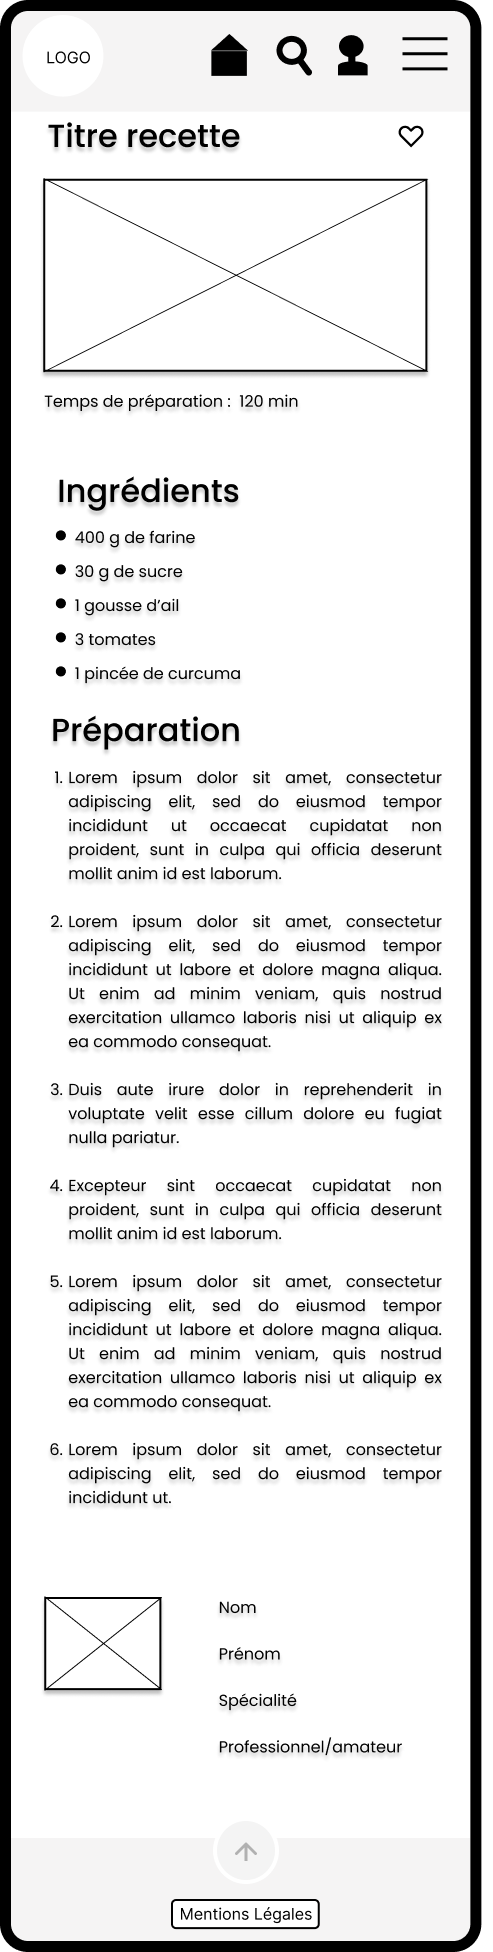 LOGO
Titre recette
Temps de préparation :  120 min
Ingrédients
400 g de farine
30 g de sucre
1 gousse d’ail
3 tomates
1 pincée de curcuma
Préparation
1. Lorem ipsum dolor sit amet, consectetur
adipiscing elit, sed do eiusmod tempor
incididunt ut occaecat cupidatat non
proident, sunt in culpa qui officia deserunt
mollit anim id est laborum.
2. Lorem ipsum dolor sit amet, consectetur
adipiscing elit, sed do eiusmod tempor
incididunt ut labore et dolore magna aliqua.
Ut enim ad minim veniam, quis nostrud
exercitation ullamco laboris nisi ut aliquip ex
ea commodo consequat.
3. Duis aute irure dolor in reprehenderit in
voluptate velit esse cillum dolore eu fugiat
nulla pariatur.
4. Excepteur sint occaecat cupidatat non
proident, sunt in culpa qui officia deserunt
mollit anim id est laborum.
5. Lorem ipsum dolor sit amet, consectetur
adipiscing elit, sed do eiusmod tempor
incididunt ut labore et dolore magna aliqua.
Ut enim ad minim veniam, quis nostrud
exercitation ullamco laboris nisi ut aliquip ex
ea commodo consequat.
6. Lorem ipsum dolor sit amet, consectetur
adipiscing elit, sed do eiusmod tempor
incididunt ut.
Nom
Prénom
Spécialité
Professionnel/amateur
Mentions Légales